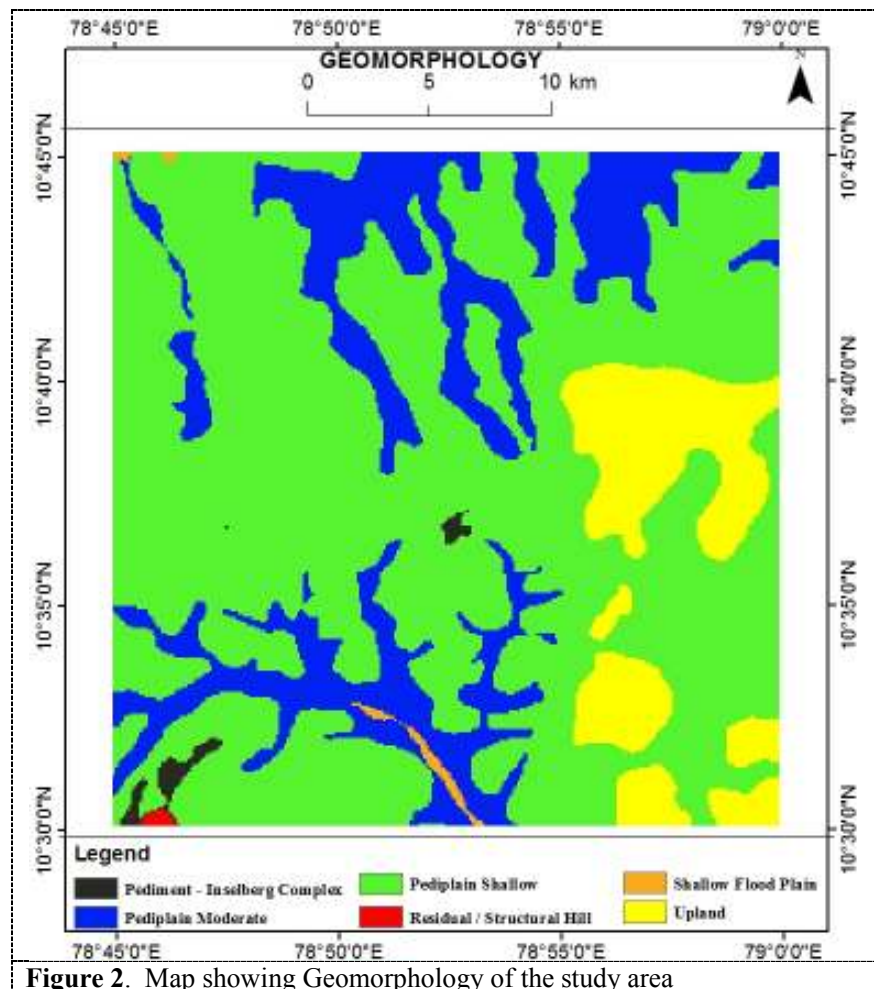 78°45'0"E 78°50'0"E 78°55'0"E 79°0'0"E
GEOMORPHOLOGY
0 5 10 km
N
10°45'0"N 10°45'0"N
10°40'0"N 10°40'0"N
10°35'0"N 10°35'0"N
10°30'0"N 10°30'0"N
Legend
Pediment - Inselberg Complex Pediplain Shallow Shallow Flood Plain
Pediplain Moderate Residual / Structural Hill Upland
78°45'0"E 78°50'0"E 78°55'0"E 79°0'0"E
Figure 2. Map showing Geomorphology of the study area